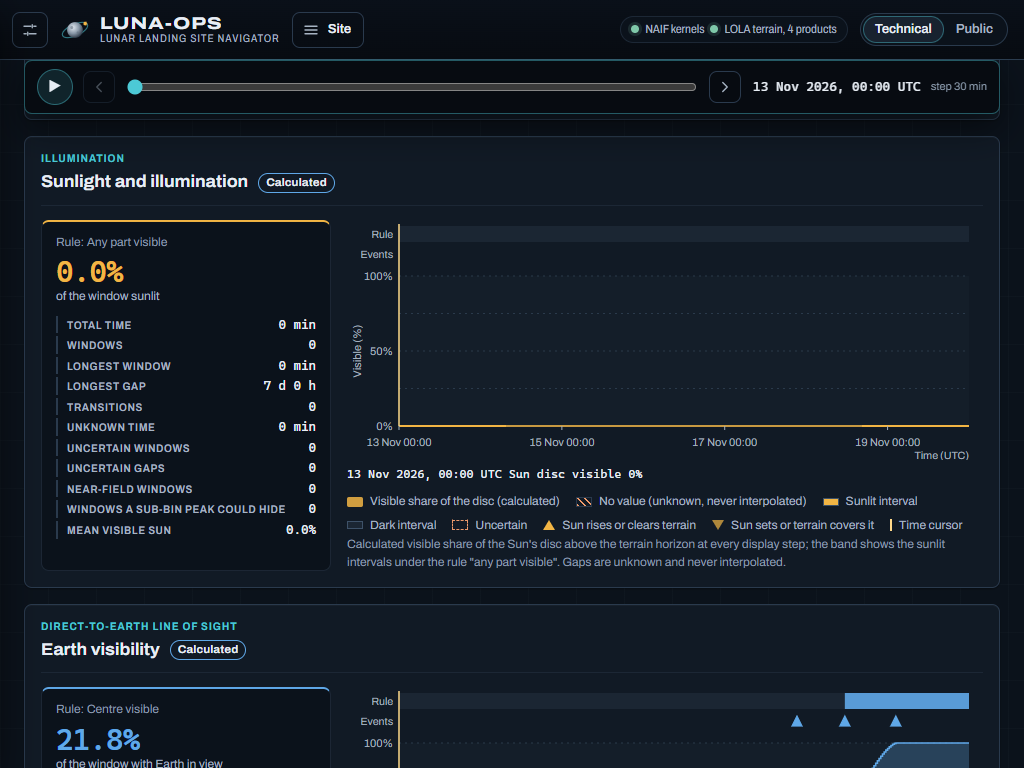 LUNA-OPS
LUNAR LANDING SITE NAVIGATOR
Site
NAIF kernels
LOLA terrain, 4 products
Technical
Public
13 Nov 2026, 00:00 UTC
step 30 min
ILLUMINATION
Sunlight and illumination
Calculated
Rule: Any part visible
0.0%
of the window sunlit
TOTAL TIME 0 min
WINDOWS 0
LONGEST WINDOW 0 min
LONGEST GAP 7 d 0 h
TRANSITIONS 0
UNKNOWN TIME 0 min
UNCERTAIN WINDOWS 0
UNCERTAIN GAPS 0
NEAR-FIELD WINDOWS 0
WINDOWS A SUB-BIN PEAK COULD HIDE 0
MEAN VISIBLE SUN 0.0%
Rule
Events
100%
50%
0%
Visible (%)
13 Nov 00:00 15 Nov 00:00 17 Nov 00:00 19 Nov 00:00
Time (UTC)
13 Nov 2026, 00:00 UTC Sun disc visible 0%
Visible share of the disc (calculated) No value (unknown, never interpolated) Sunlit interval
Dark interval Uncertain Sun rises or clears terrain Sun sets or terrain covers it Time cursor
Calculated visible share of the Sun's disc above the terrain horizon at every display step; the band shows the sunlit
intervals under the rule "any part visible". Gaps are unknown and never interpolated.
DIRECT-TO-EARTH LINE OF SIGHT
Earth visibility
Calculated
Rule: Centre visible
21.8%
of the window with Earth in view
Rule
Events
100%